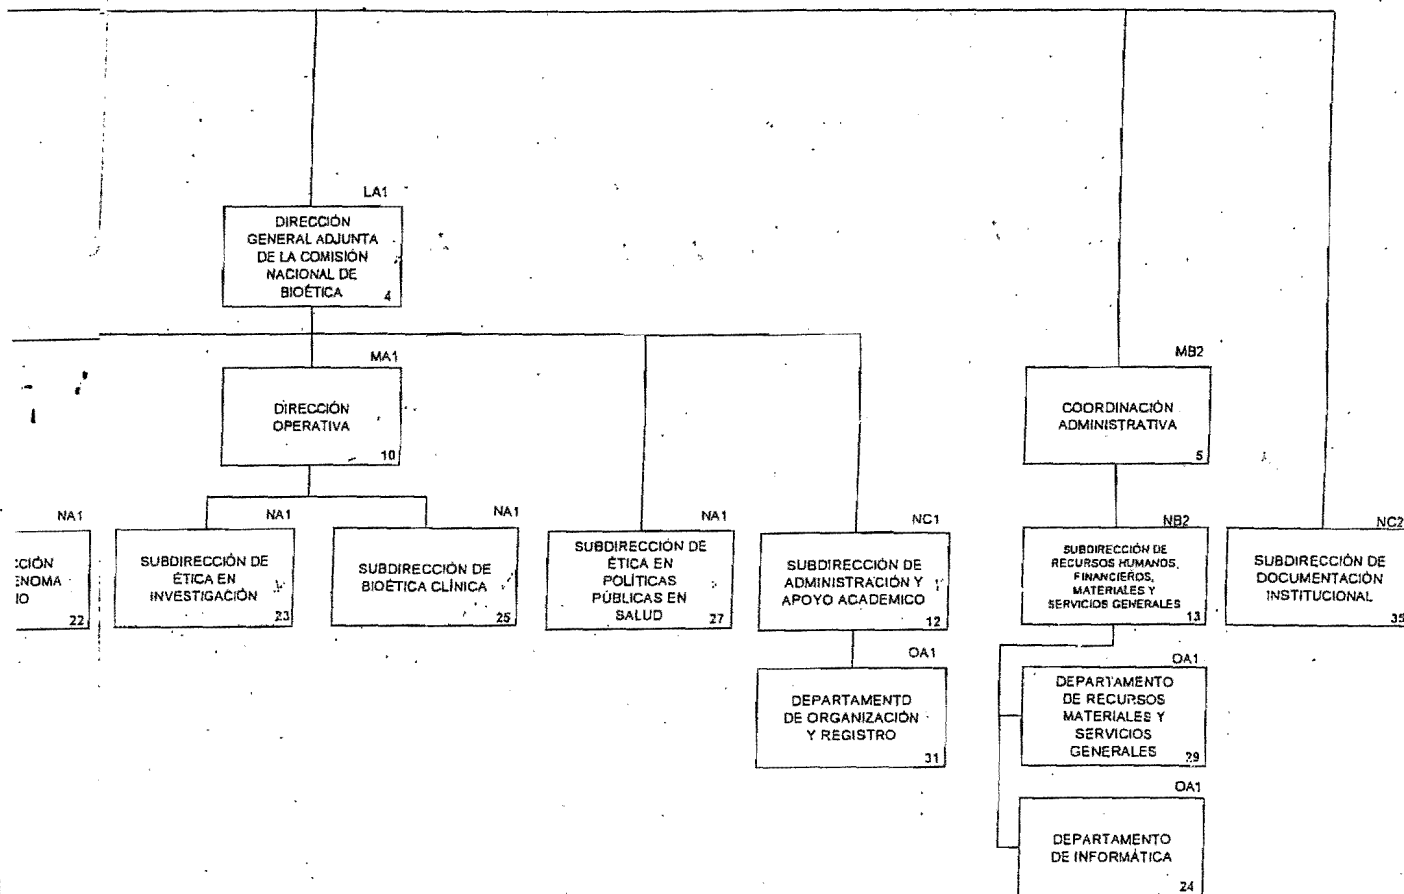 LA1
DIRECCIÓN
GENERAL ADJUNTA
DE LA COMISIÓN
NACIONAL DE
BIOÉTICA
4
MA1
DIRECCIÓN
OPERATIVA
10
MB2
COORDINACIÓN
ADMINISTRATIVA
5
NA1
CCIÓN
ENOMA
IO
22
NA1
SUBDIRECCIÓN DE
ÉTICA EN
INVESTIGACIÓN
23
NA1
SUBDIRECCIÓN DE
BIOÉTICA CLÍNICA
25
NA1
SUBDIRECCIÓN DE
ÉTICA EN
POLÍTICAS
PÚBLICAS EN
SALUD
27
NC1
SUBDIRECCIÓN DE
ADMINISTRACIÓN Y
APOYO ACADEMICO
12
NB2
SUBDIRECCIÓN DE
RECURSOS HUMANOS,
FINANCIEROS,
MATERIALES Y
SERVICIOS GENERALES
13
NC2
SUBDIRECCIÓN DE
DOCUMENTACIÓN
INSTITUCIONAL
35
OA1
DEPARTAMENTO
DE ORGANIZACIÓN
Y REGISTRO
31
OA1
DEPARTAMENTO
DE RECURSOS
MATERIALES Y
SERVICIOS
GENERALES
29
OA1
DEPARTAMENTO
DE INFORMÁTICA
24